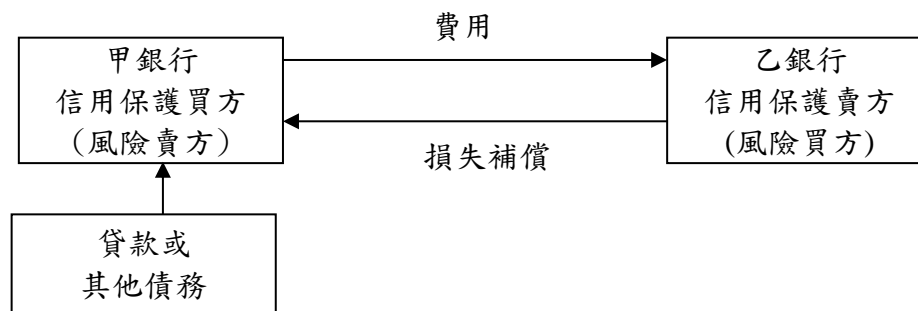 費用
甲銀行
信用保護買方
（風險賣方）
乙銀行
信用保護賣方
(風險買方)
損失補償
貸款或
其他債務